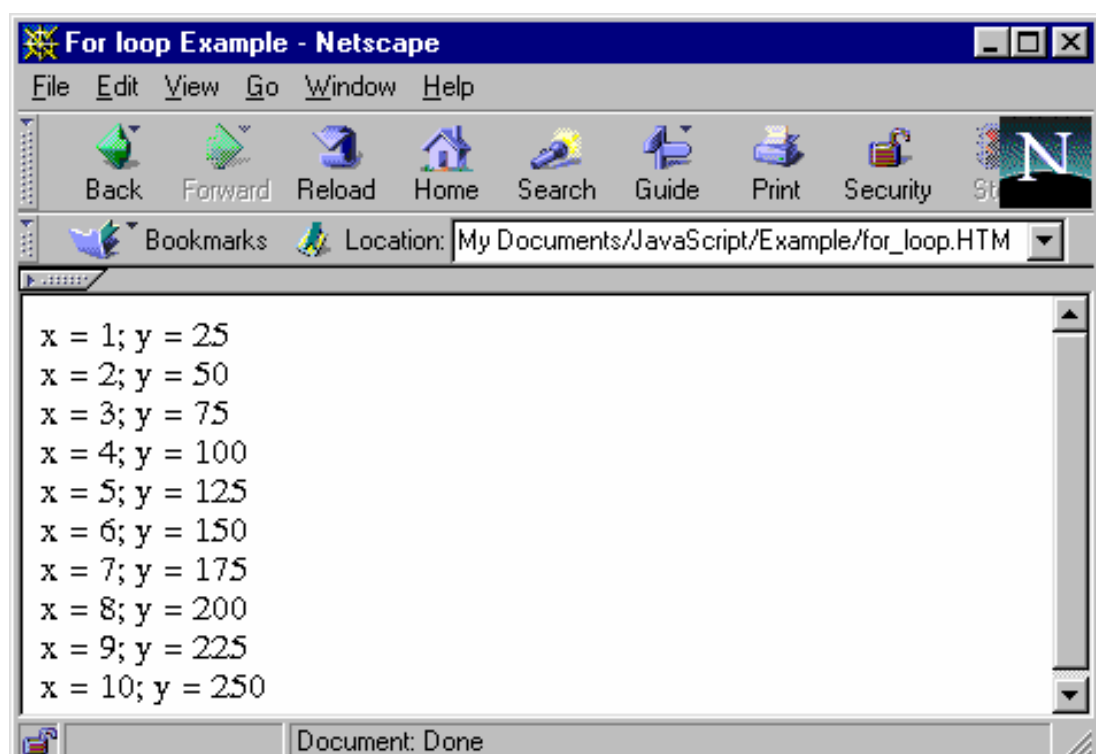 For loop Example - Netscape
File Edit View Go Window Help
Back Forward Reload Home Search Guide Print Security
N
Bookmarks Location: My Documents/JavaScript/Example/for_loop.HTM
x = 1; y = 25
x = 2; y = 50
x = 3; y = 75
x = 4; y = 100
x = 5; y = 125
x = 6; y = 150
x = 7; y = 175
x = 8; y = 200
x = 9; y = 225
x = 10; y = 250
Document: Done